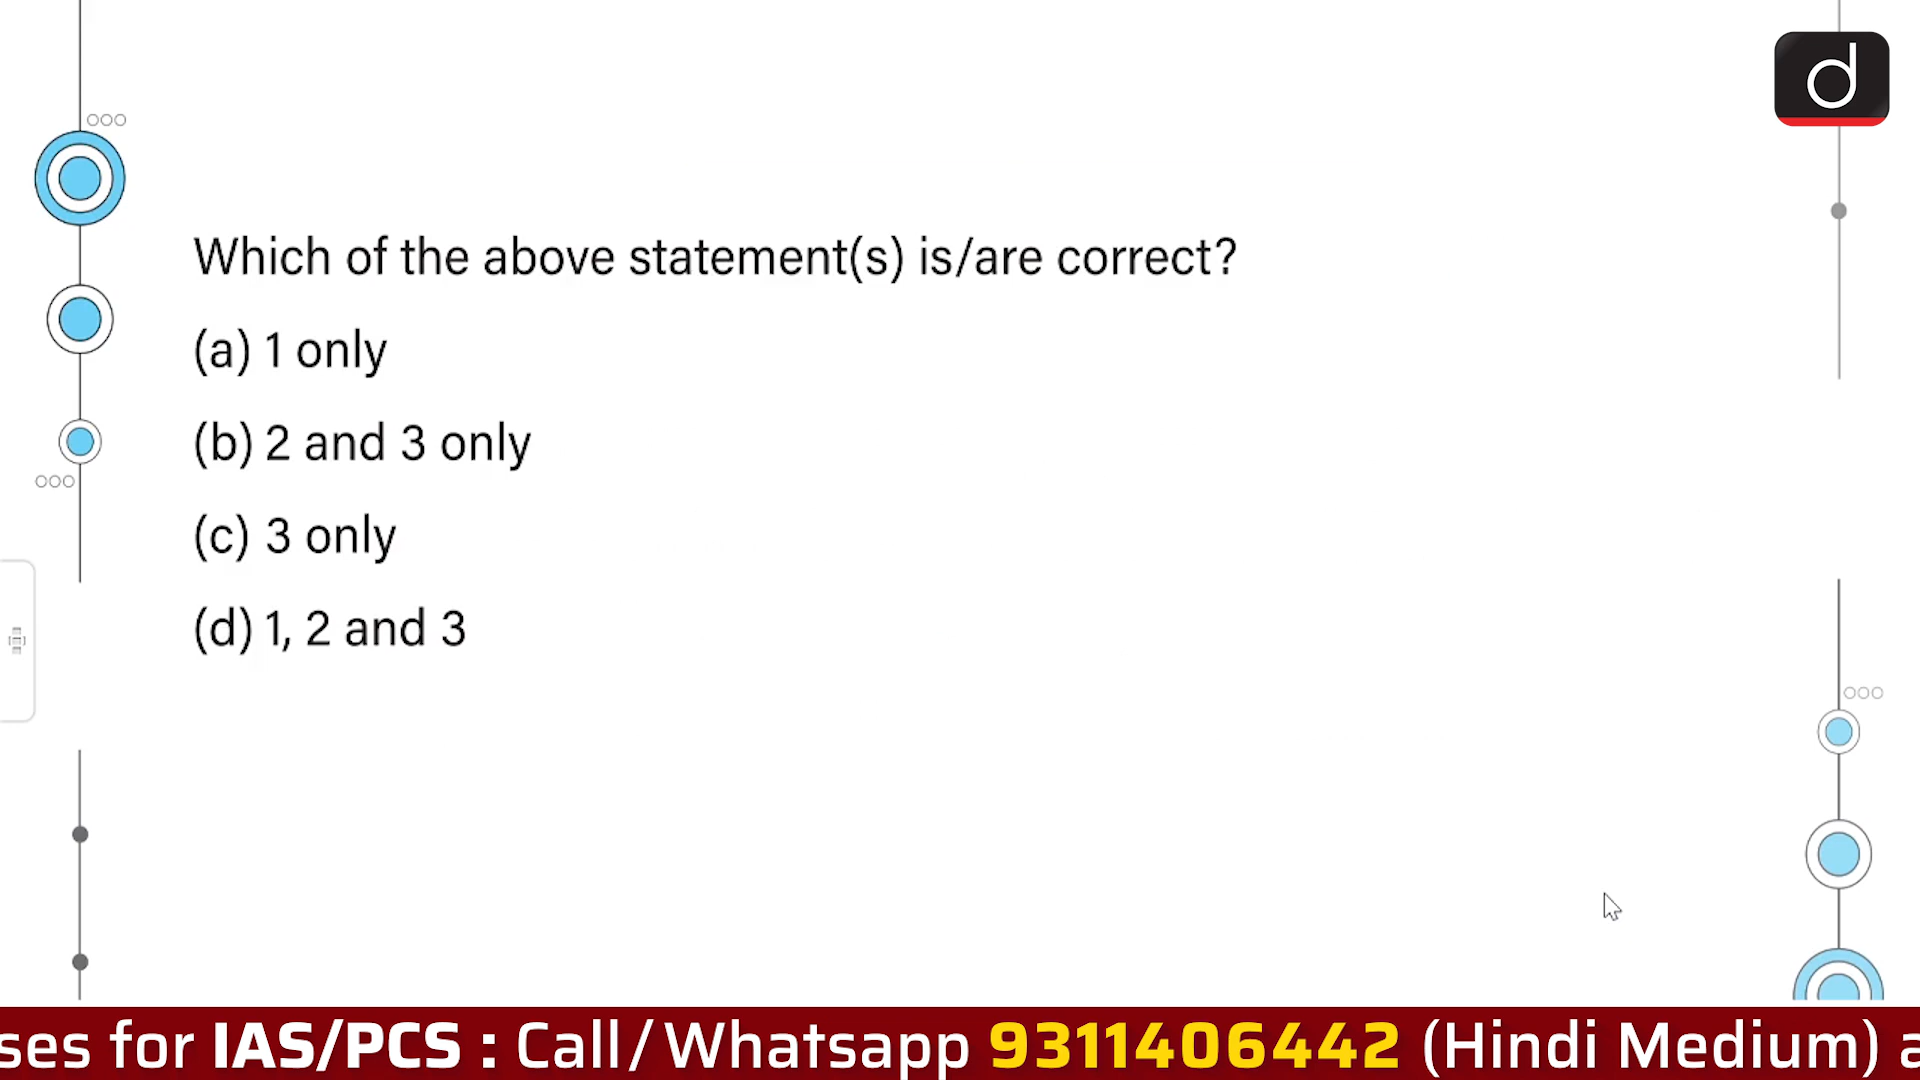 d
Which of the above statement(s) is/are correct?
(a) 1 only
(b) 2 and 3 only
(c) 3 only
(d) 1, 2 and 3
ses for IAS/PCS : Call/Whatsapp 9311406442 (Hindi Medium) a